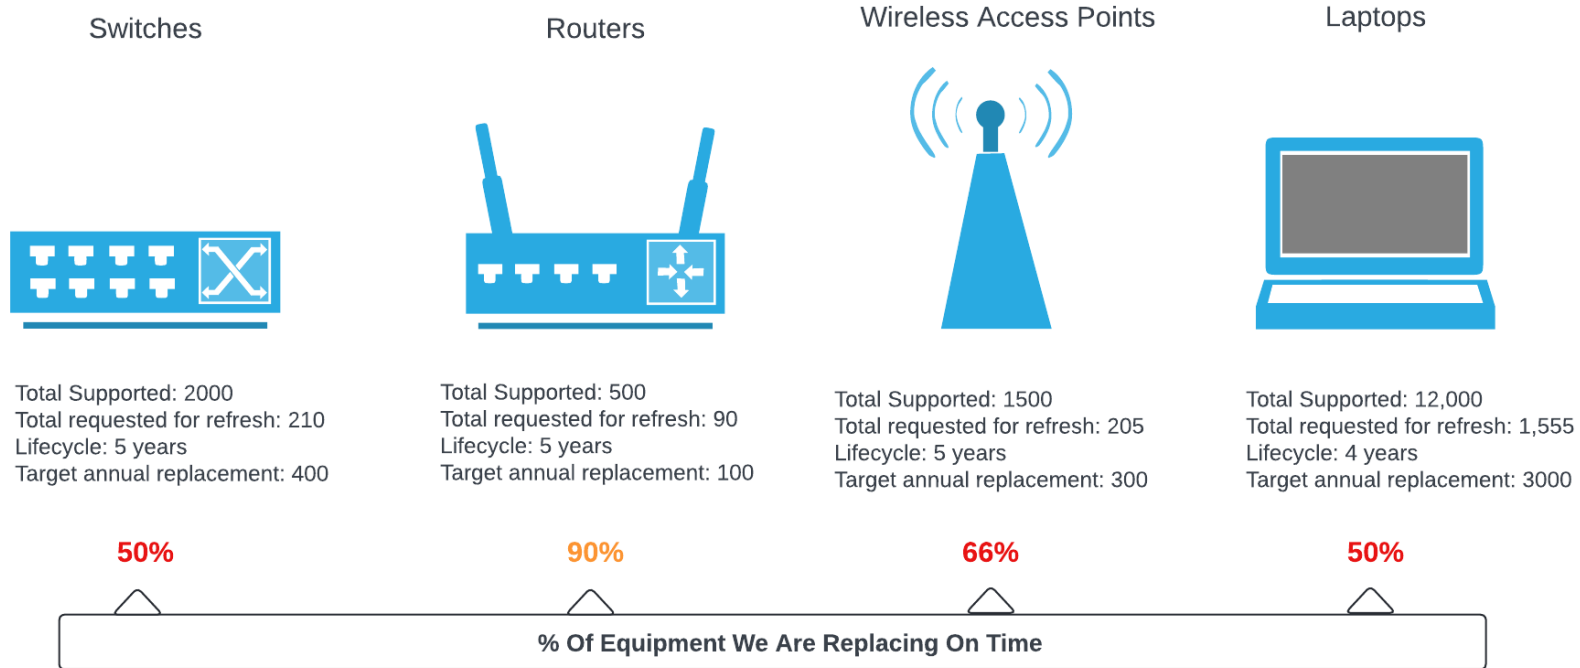 Switches
Total Supported: 2000
Total requested for refresh: 210
Lifecycle: 5 years
Target annual replacement: 400
50%
Routers
Total Supported: 500
Total requested for refresh: 90
Lifecycle: 5 years
Target annual replacement: 100
90%
Wireless Access Points
Total Supported: 1500
Total requested for refresh: 205
Lifecycle: 5 years
Target annual replacement: 300
66%
Laptops
Total Supported: 12,000
Total requested for refresh: 1,555
Lifecycle: 4 years
Target annual replacement: 3000
50%
% Of Equipment We Are Replacing On Time